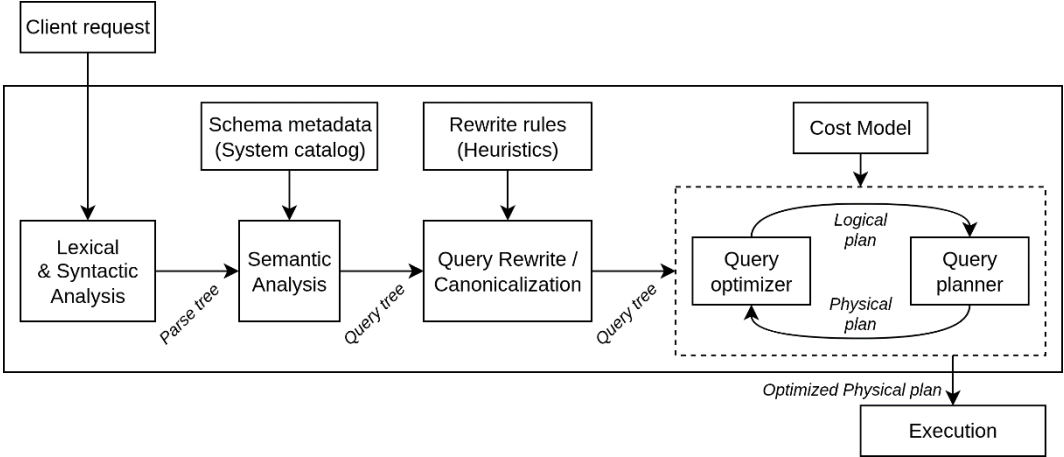 Client request
Schema metadata
(System catalog)
Rewrite rules
(Heuristics)
Cost Model
Lexical
& Syntactic
Analysis
Parse tree
Semantic
Analysis
Query tree
Query Rewrite /
Canonicalization
Query tree
Logical
plan
Query
optimizer
Query
planner
Physical
plan
Optimized Physical plan
Execution